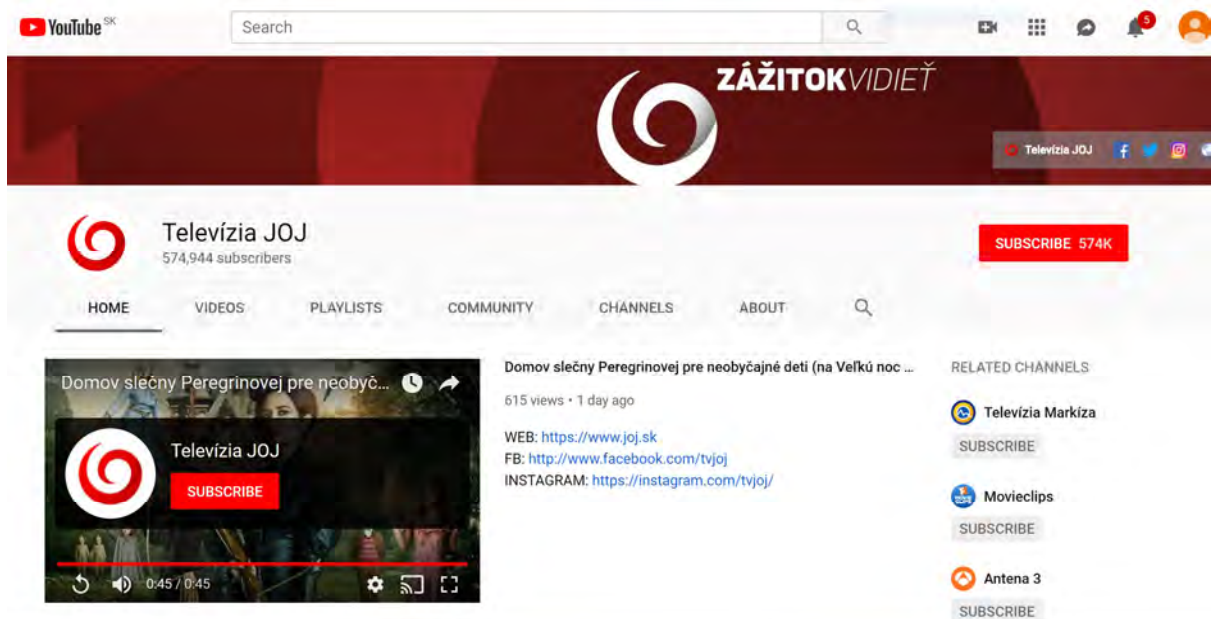 YouTube SK
Search
5
ZÁŽITOKVIDIEŤ
Televízia JOJ
Televízia JOJ
574,944 subscribers
SUBSCRIBE 574K
HOME VIDEOS PLAYLISTS COMMUNITY CHANNELS ABOUT
Domov slečny Peregrinovej pre neobyč...
Televízia JOJ
SUBSCRIBE
0:45 / 0:45
Domov slečny Peregrinovej pre neobyčajné deti (na Veľkú noc ...
615 views • 1 day ago
WEB: https://www.joj.sk
FB: http://www.facebook.com/tvjoj
INSTAGRAM: https://instagram.com/tvjoj/
RELATED CHANNELS
Televízia Markíza
SUBSCRIBE
Movieclips
SUBSCRIBE
Antena 3
SUBSCRIBE